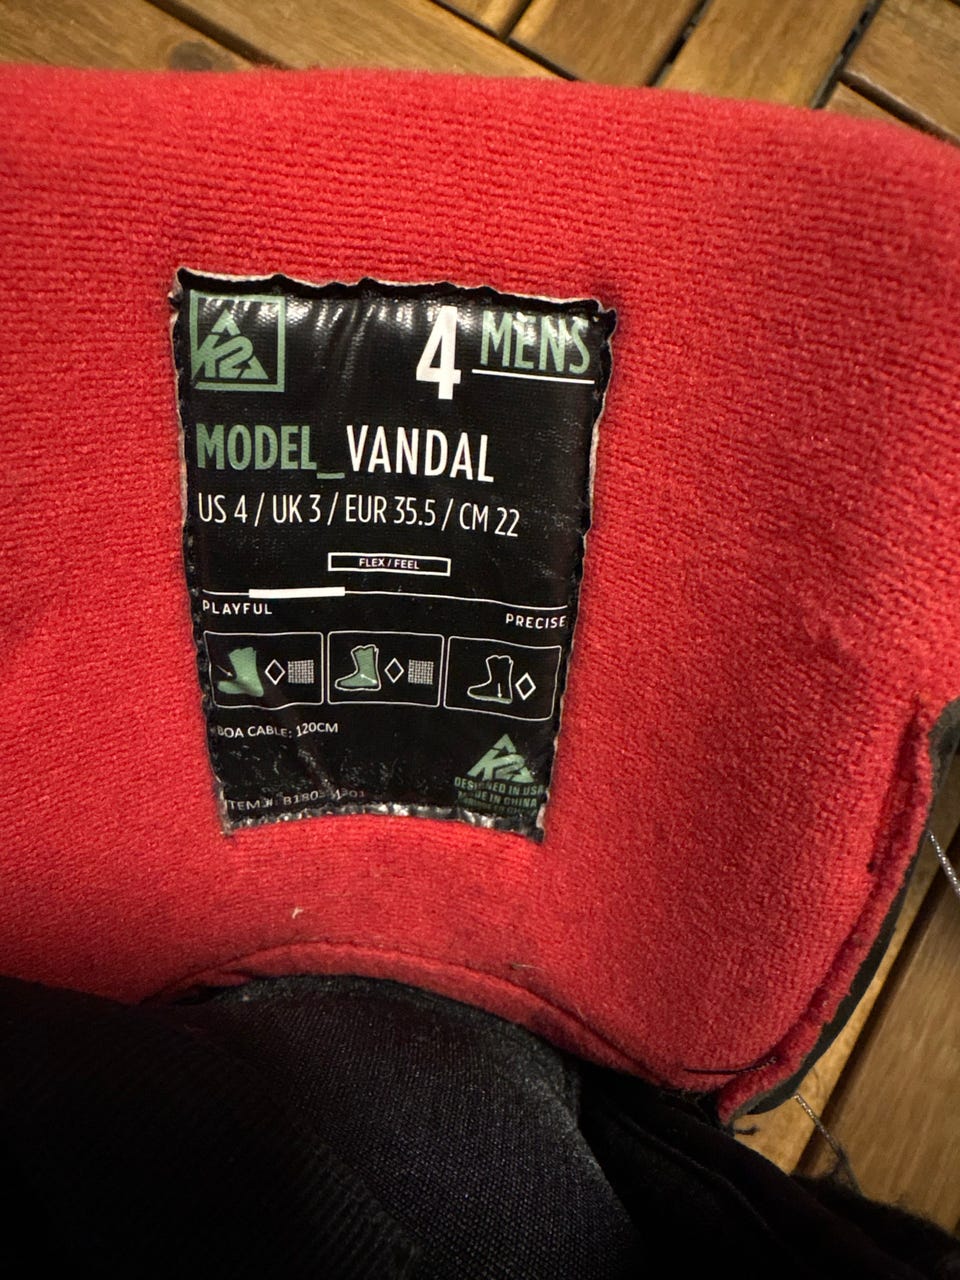 K2
4 MENS
MODEL_VANDAL
US 4 / UK 3 / EUR 35.5 / CM 22
FLEX / FEEL
PLAYFUL
PRECISE
BOA CABLE: 120CM
K2
DESIGNED IN USA
MADE IN CHINA
ITEM #: